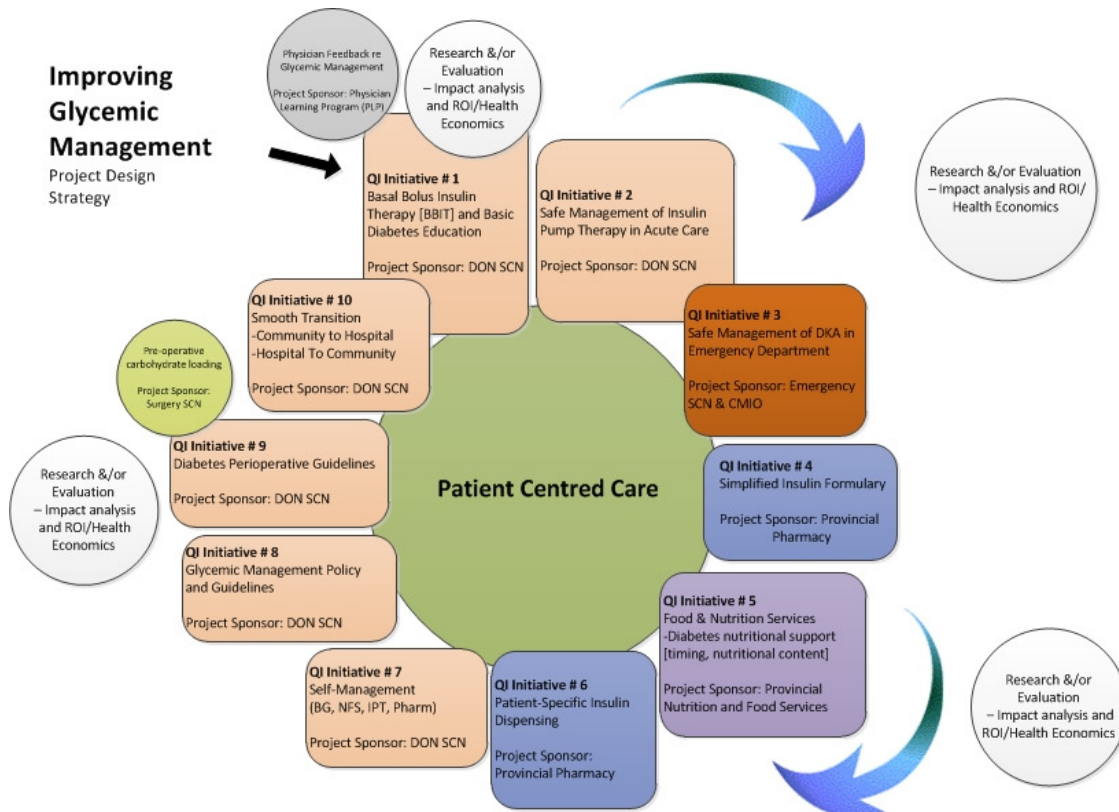 Improving
Glycemic
Management
Project Design
Strategy
Physician Feedback re
Glycemic Management
Project Sponsor: Physician
Learning Program (PLP)
Research &/or
Evaluation
– Impact analysis
and ROI/Health
Economics
QI Initiative # 1
Basal Bolus Insulin
Therapy [BBIT] and Basic
Diabetes Education
Project Sponsor: DON SCN
QI Initiative # 2
Safe Management of Insulin
Pump Therapy in Acute Care
Project Sponsor: DON SCN
Research &/or Evaluation
– Impact analysis and ROI/
Health Economics
QI Initiative # 3
Safe Management of DKA in
Emergency Department
Project Sponsor: Emergency
SCN & CMIO
QI Initiative # 4
Simplified Insulin Formulary
Project Sponsor: Provincial
Pharmacy
QI Initiative # 5
Food & Nutrition Services
-Diabetes nutritional support
[timing, nutritional content]
Project Sponsor: Provincial
Nutrition and Food Services
Research &/or
Evaluation
– Impact analysis and
ROI/Health Economics
QI Initiative # 6
Patient-Specific Insulin
Dispensing
Project Sponsor:
Provincial Pharmacy
QI Initiative # 7
Self-Management
(BG, NFS, IPT, Pharm)
Project Sponsor: DON SCN
QI Initiative # 8
Glycemic Management Policy
and Guidelines
Project Sponsor: DON SCN
QI Initiative # 9
Diabetes Perioperative Guidelines
Project Sponsor: DON SCN
Research &/or
Evaluation
– Impact analysis
and ROI/Health
Economics
Pre-operative
carbohydrate loading
Project Sponsor:
Surgery SCN
QI Initiative # 10
Smooth Transition
-Community to Hospital
-Hospital To Community
Project Sponsor: DON SCN
Patient Centred Care